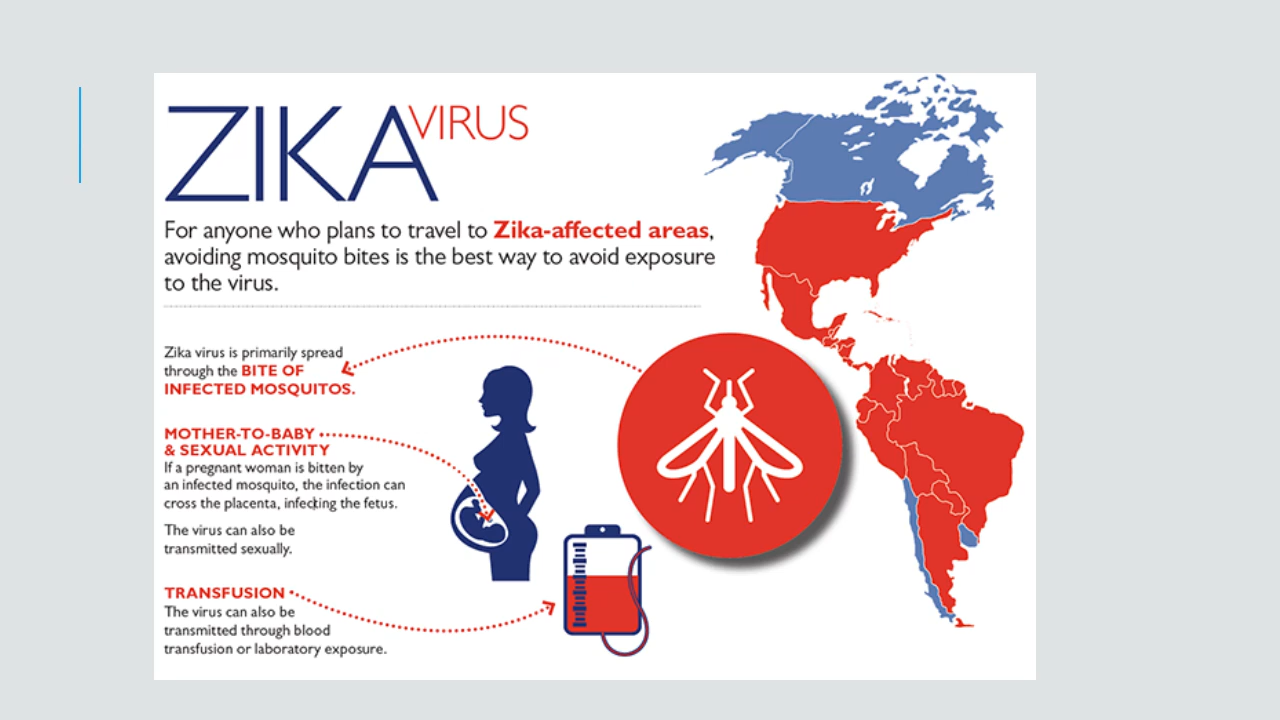 ZIKA VIRUS
For anyone who plans to travel to Zika-affected areas,
avoiding mosquito bites is the best way to avoid exposure
to the virus.
Zika virus is primarily spread
through the BITE OF
INFECTED MOSQUITOS.
MOTHER-TO-BABY
& SEXUAL ACTIVITY
If a pregnant woman is bitten by
an infected mosquito, the infection can
cross the placenta, infecting the fetus.
The virus can also be
transmitted sexually.
TRANSFUSION
The virus can also be
transmitted through blood
transfusion or laboratory exposure.